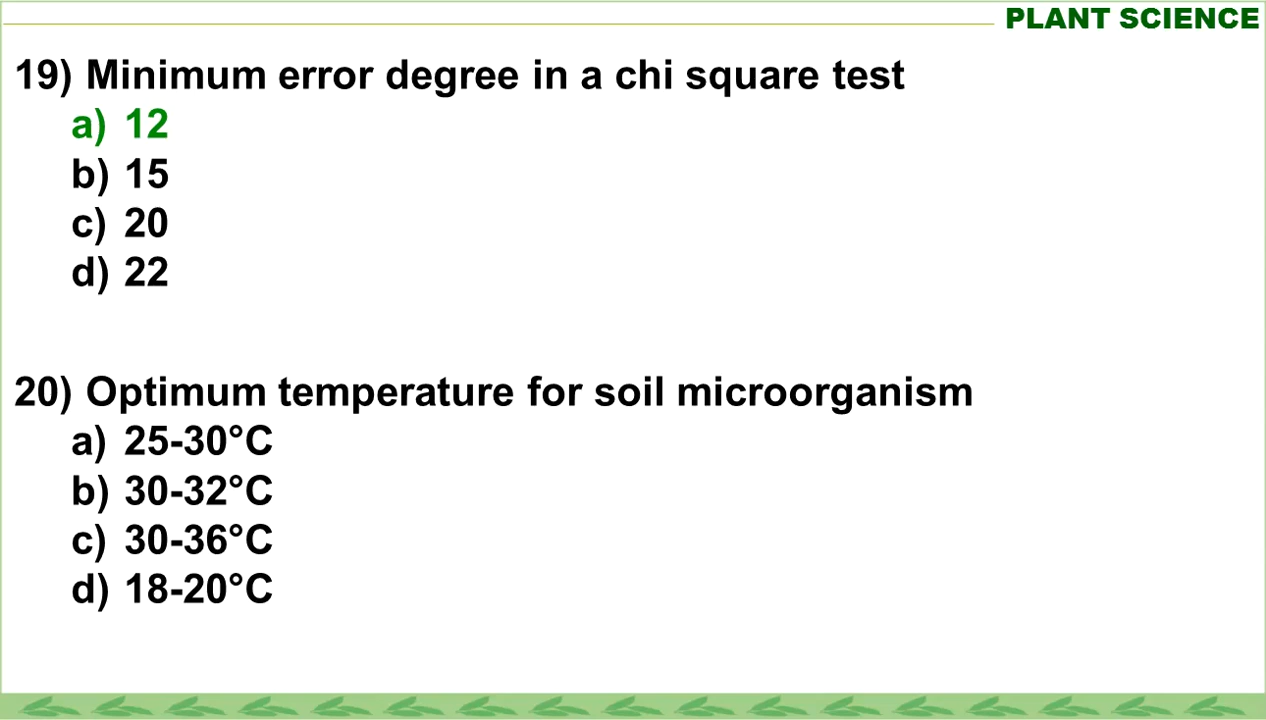 PLANT SCIENCE
19) Minimum error degree in a chi square test
a) 12
b) 15
c) 20
d) 22
20) Optimum temperature for soil microorganism
a) 25-30°C
b) 30-32°C
c) 30-36°C
d) 18-20°C